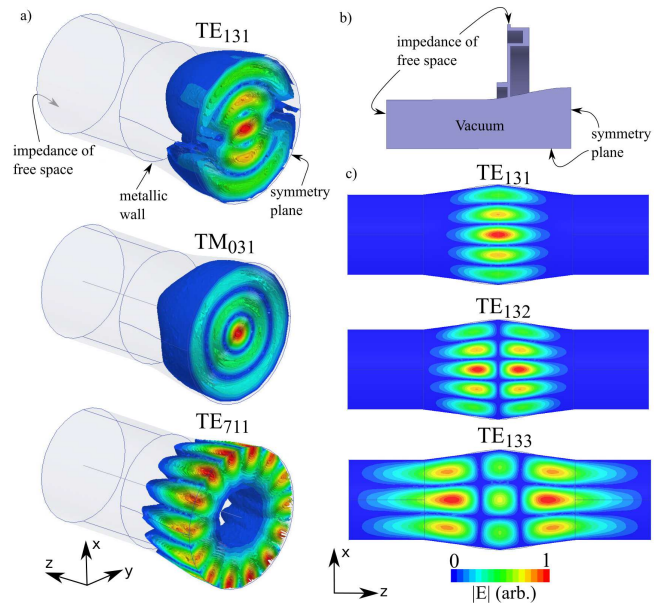 a)
TE131
impedance of
free space
metallic
wall
symmetry
plane
TM031
TE711
x
z
y
b)
impedance of
free space
Vacuum
symmetry
plane
c)
TE131
TE132
TE133
x
z
0
1
|E| (arb.)